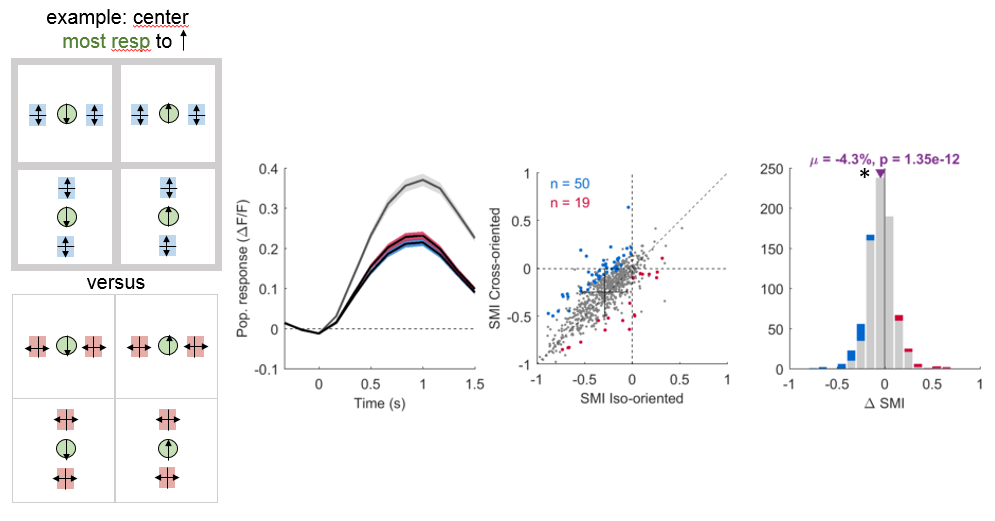 example: center
most resp to ↑
versus
0.4
0.3
0.2
0.1
0
-0.1
Pop. response (ΔF/F)
0
0.5
1
1.5
Time (s)
n = 50
n = 19
1
0.5
0
-0.5
-1
SMI Cross-oriented
-1
-0.5
0
0.5
1
SMI Iso-oriented
μ = -4.3%, p = 1.35e-12
*
250
200
150
100
50
0
-1
-0.5
0
0.5
1
Δ SMI